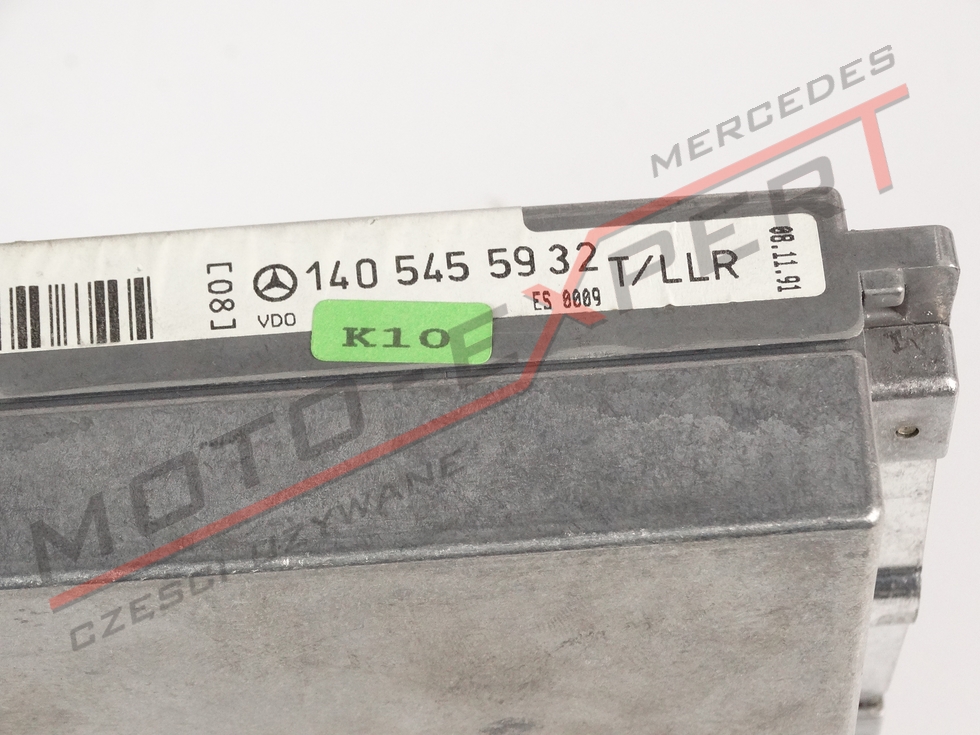 [08]
140 545 59 32 T/LLR
VDO
ES 0009
08.11.91
K10
MOTO-EXPERT
MERCEDES
CZĘŚCI UŻYWANE